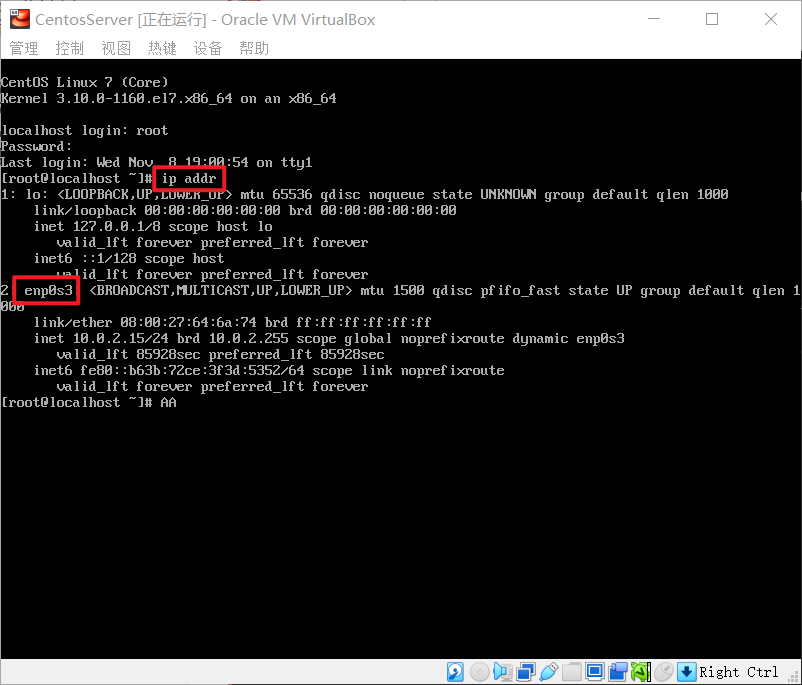 CentosServer [正在运行] - Oracle VM VirtualBox
管理 控制 视图 热键 设备 帮助
CentOS Linux 7 (Core)
Kernel 3.10.0-1160.el7.x86_64 on an x86_64
localhost login: root
Password:
Last login: Wed Nov  8 19:00:54 on tty1
[root@localhost ~]# ip addr
1: lo: <LOOPBACK,UP,LOWER_UP> mtu 65536 qdisc noqueue state UNKNOWN group default qlen 1000
    link/loopback 00:00:00:00:00:00 brd 00:00:00:00:00:00
    inet 127.0.0.1/8 scope host lo
       valid_lft forever preferred_lft forever
    inet6 ::1/128 scope host
       valid_lft forever preferred_lft forever
2: enp0s3: <BROADCAST,MULTICAST,UP,LOWER_UP> mtu 1500 qdisc pfifo_fast state UP group default qlen 1
000
    link/ether 08:00:27:64:6a:74 brd ff:ff:ff:ff:ff:ff
    inet 10.0.2.15/24 brd 10.0.2.255 scope global noprefixroute dynamic enp0s3
       valid_lft 85928sec preferred_lft 85928sec
    inet6 fe80::b63b:72ce:3f3d:5352/64 scope link noprefixroute
       valid_lft forever preferred_lft forever
[root@localhost ~]# AA
Right Ctrl